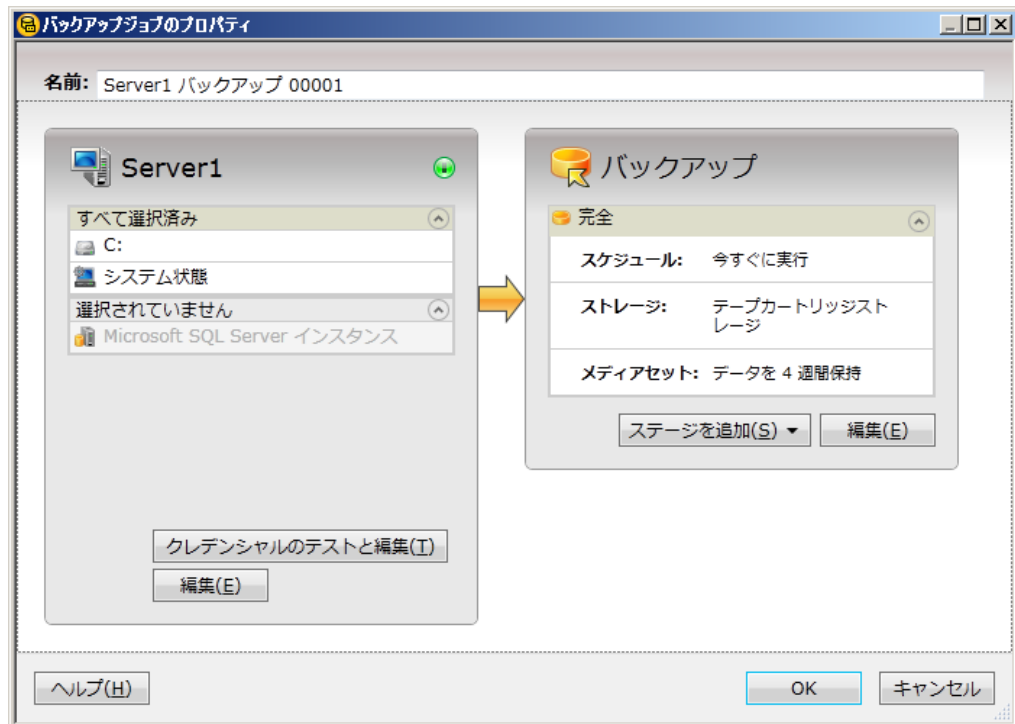 バックアップジョブのプロパティ
名前: Server1 バックアップ 00001
Server1
すべて選択済み
C:
システム状態
選択されていません
Microsoft SQL Server インスタンス
クレデンシャルのテストと編集(T)
編集(E)
バックアップ
完全
スケジュール: 今すぐに実行
ストレージ: テープカートリッジスト
レージ
メディアセット: データを 4 週間保持
ステージを追加(S)
編集(E)
ヘルプ(H)
OK
キャンセル